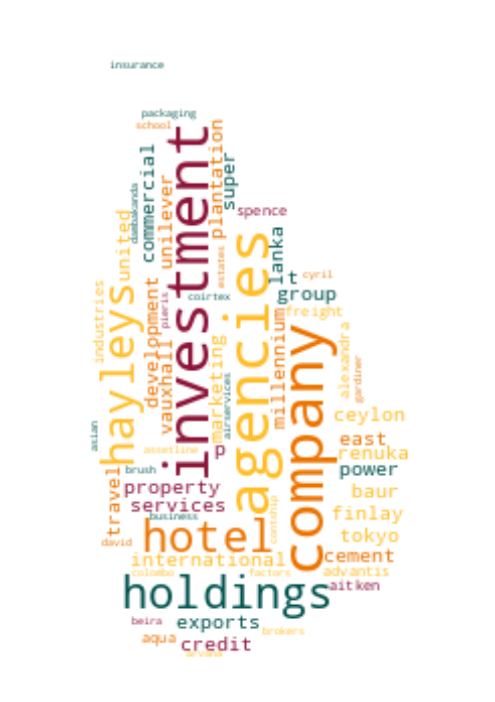 insurance
packaging
school
investment
plantation
commercial
super
unilever
dambakanda
spence
united
lanka
agencies
estates
cyril
lt
group
coirtex
hayleys
development
pieris
industries
freight
millennium
company
vauxhall
marketing
alexandra
gardiner
airservices
ceylon
asian
east
assetline
p
renuka
brush
power
travel
property
baur
services
contship
finlay
business
hotel
tokyo
david
international
cement
colombo
factors
advantis
holdings
aitken
beira
exports
brokers
aqua
credit
arvana